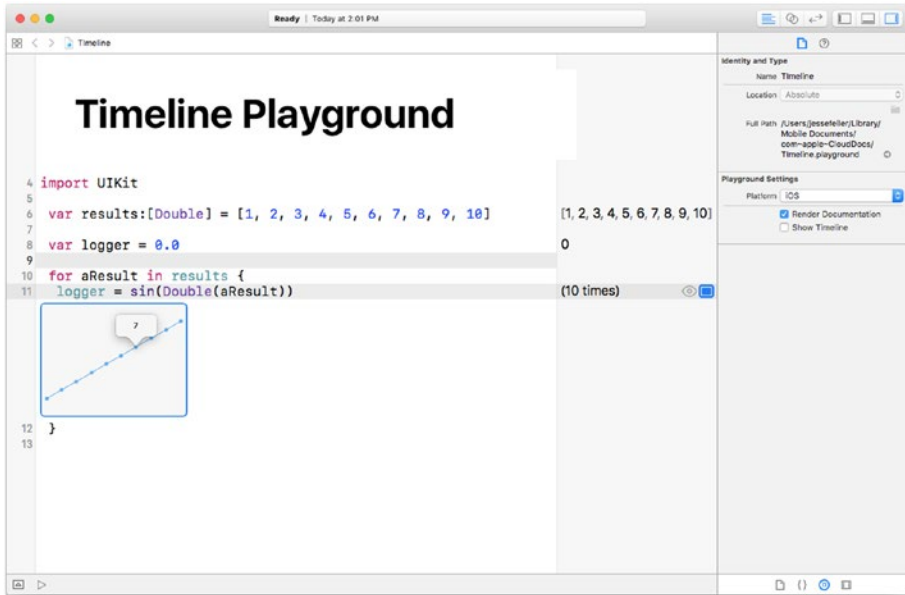 Ready | Today at 2:01 PM
Timeline
Timeline Playground
4 import UIKit
5
6 var results:[Double] = [1, 2, 3, 4, 5, 6, 7, 8, 9, 10]
[1, 2, 3, 4, 5, 6, 7, 8, 9, 10]
7
8 var logger = 0.0
0
9
10 for aResult in results {
11 logger = sin(Double(aResult))
(10 times)
7
12 }
13
Identity and Type
Name Timeline
Location Absolute
Full Path /Users/jessefeiler/Library/
Mobile Documents/
com~apple~CloudDocs/
Timeline.playground
Playground Settings
Platform iOS
Render Documentation
Show Timeline